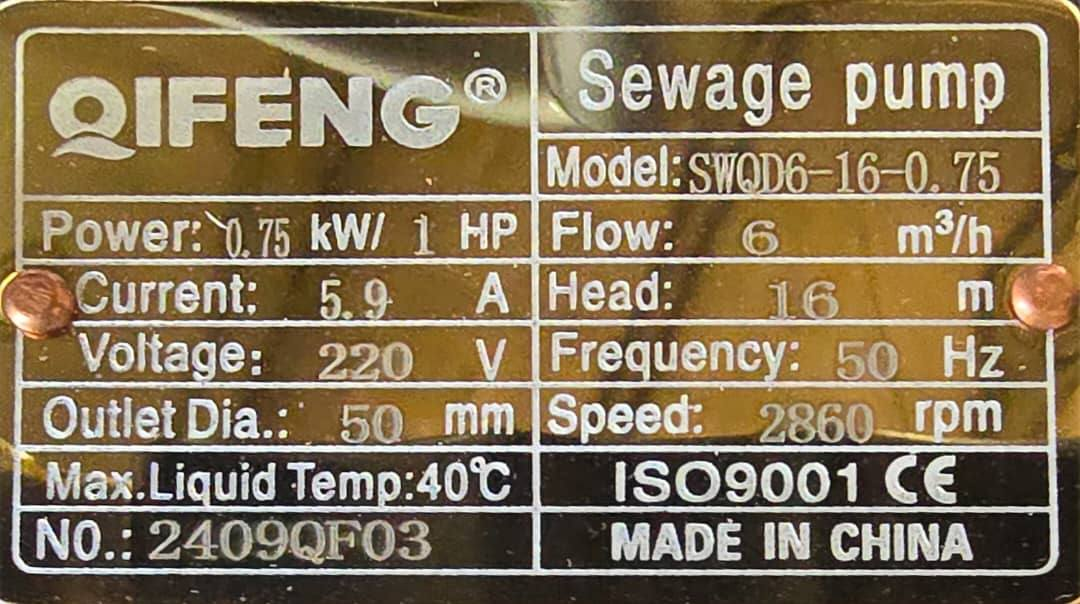 QIFENG®
Sewage pump
Model: SWQD6-16-0.75
Power: 0.75 kW/ 1 HP
Flow: 6 m³/h
Current: 5.9 A
Head: 16 m
Voltage: 220 V
Frequency: 50 Hz
Outlet Dia.: 50 mm
Speed: 2860 rpm
Max.Liquid Temp:40℃
ISO9001 CE
NO.: 2409QF03
MADE IN CHINA